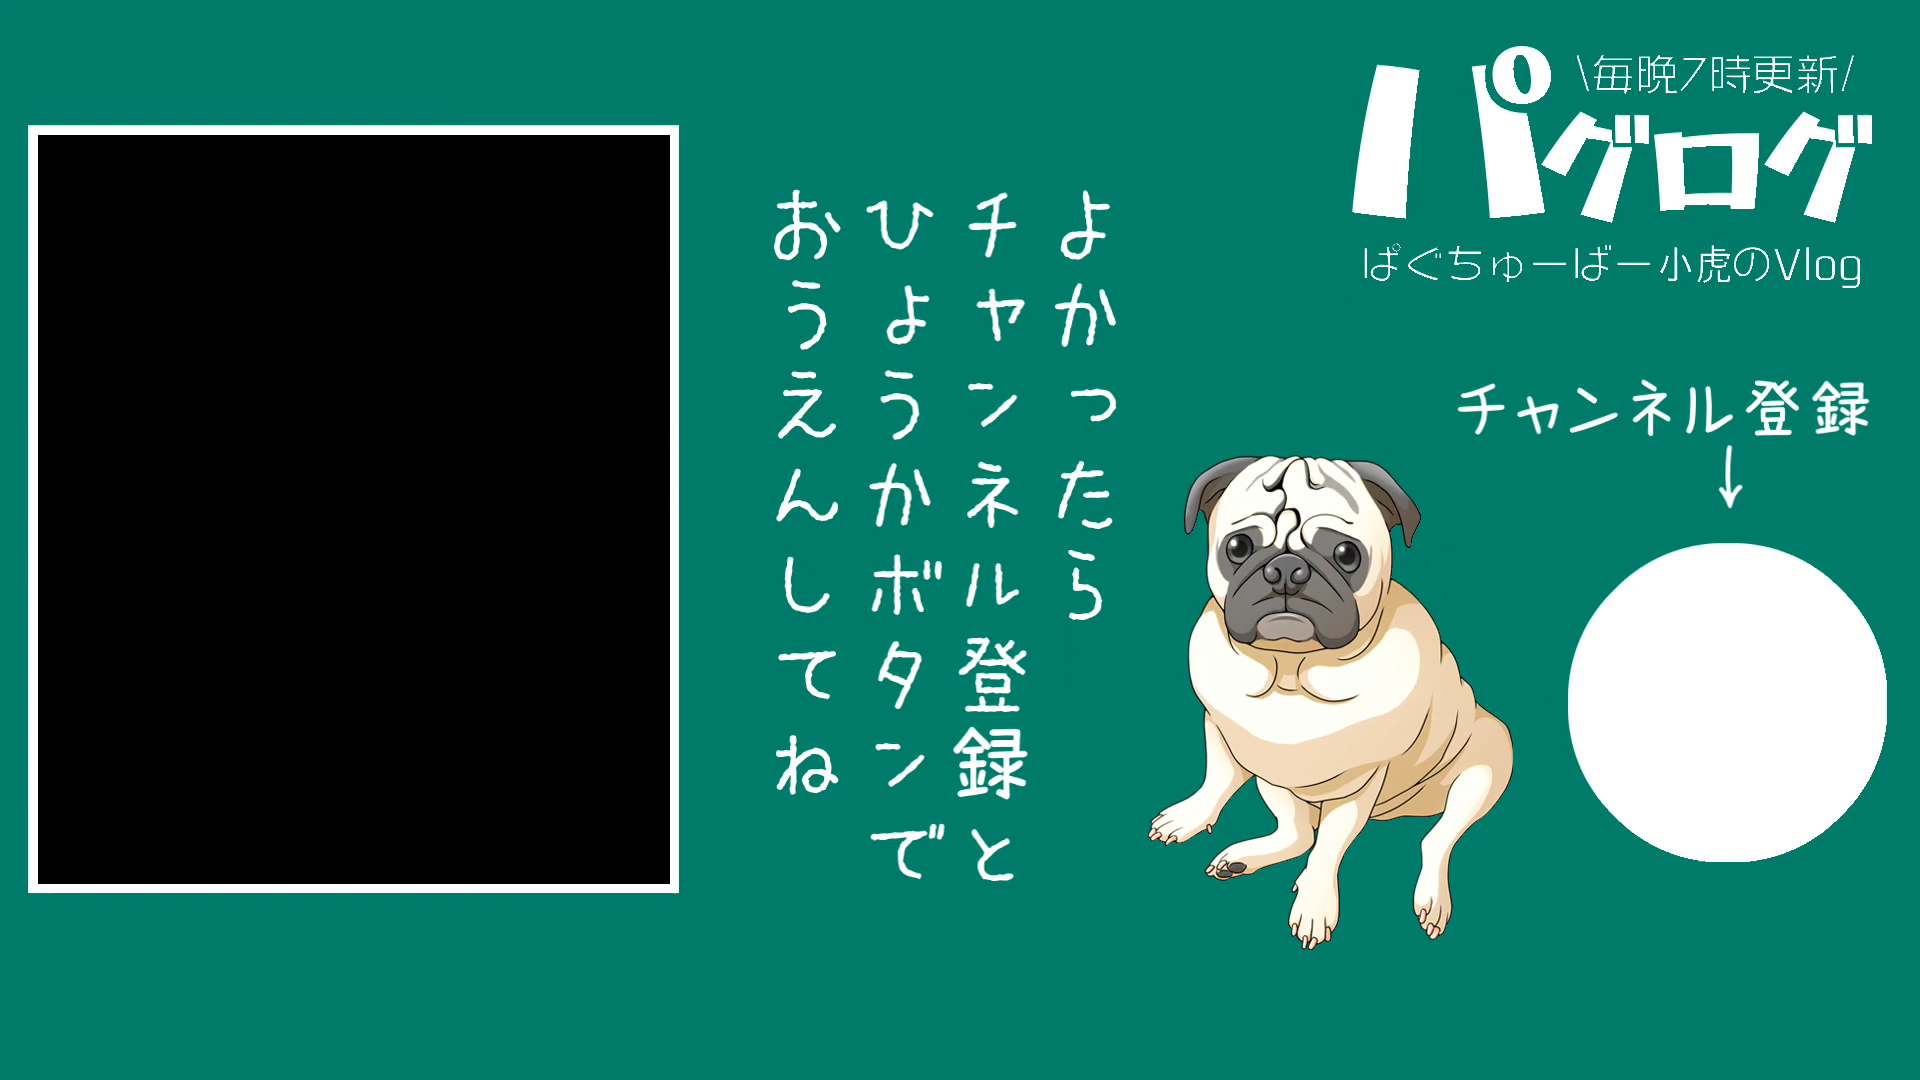 \毎晩7時更新/
パグログ
ぱぐちゅーばー小虎のVlog
よかったら
チャンネル登録と
ひょうかボタンで
おうえんしてね
チャンネル登録
↓